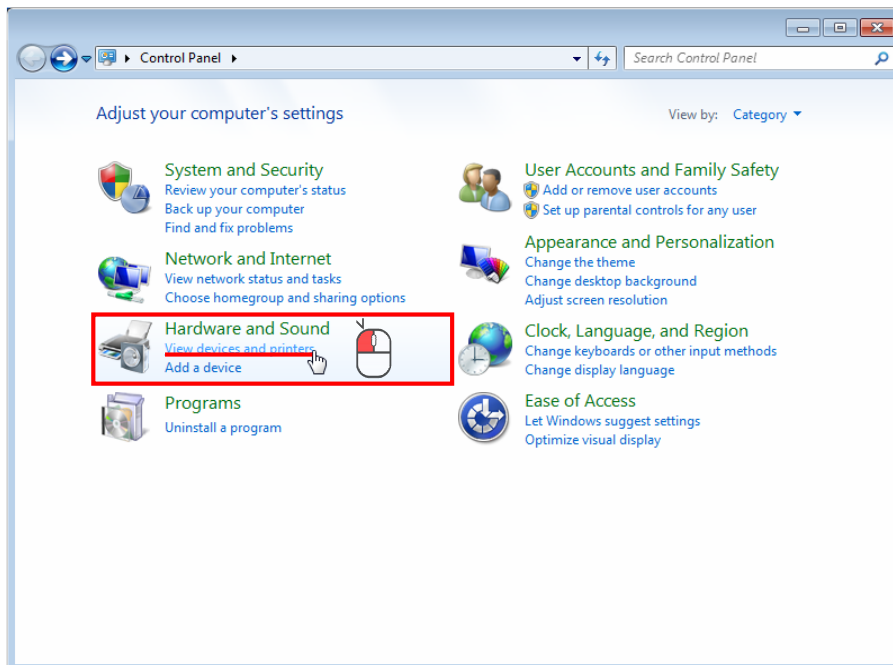 Control Panel
Search Control Panel
Adjust your computer's settings
View by: Category
System and Security
Review your computer's status
Back up your computer
Find and fix problems
Network and Internet
View network status and tasks
Choose homegroup and sharing options
Hardware and Sound
View devices and printers
Add a device
Programs
Uninstall a program
User Accounts and Family Safety
Add or remove user accounts
Set up parental controls for any user
Appearance and Personalization
Change the theme
Change desktop background
Adjust screen resolution
Clock, Language, and Region
Change keyboards or other input methods
Change display language
Ease of Access
Let Windows suggest settings
Optimize visual display